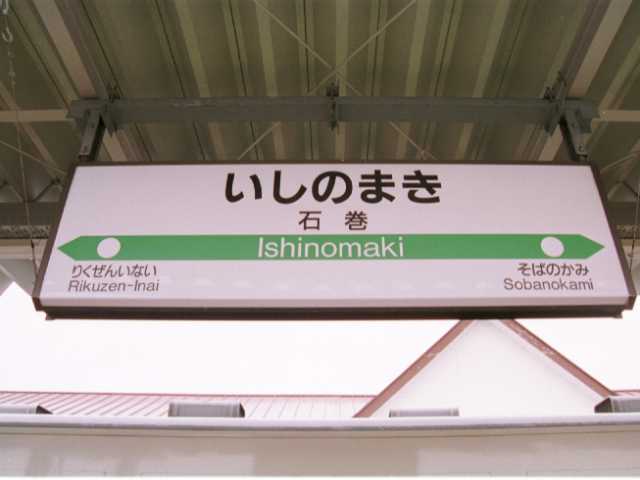 いしのまき
石巻
Ishinomaki
りくぜんいない
Rikuzen-Inai
そばのかみ
Sobanokami